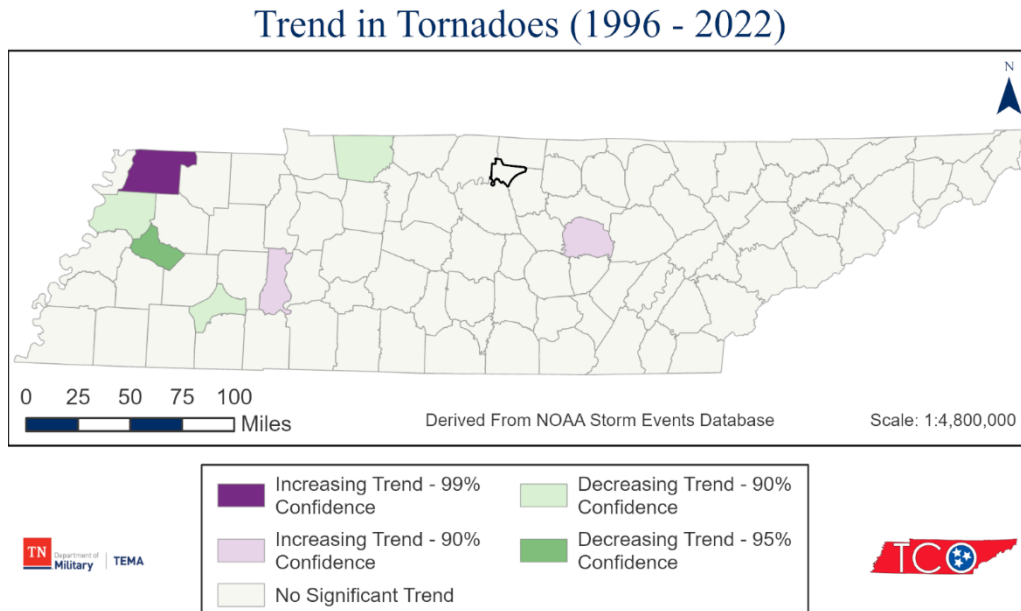 Trend in Tornadoes (1996 - 2022)
N
0 25 50 75 100
Miles
Derived From NOAA Storm Events Database
Scale: 1:4,800,000
Increasing Trend - 99%
Confidence
Decreasing Trend - 90%
Confidence
Increasing Trend - 90%
Confidence
Decreasing Trend - 95%
Confidence
No Significant Trend
TN
Department of
Military
TEMA
TCO